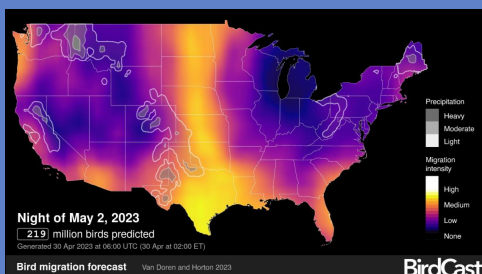 Precipitation
Heavy
Moderate
Light
Migration
intensity
High
Medium
Low
None
Night of May 2, 2023
219 million birds predicted
Generated 30 Apr 2023 at 06:00 UTC (30 Apr at 02:00 ET)
Bird migration forecast Van Doren and Horton 2023
BirdCast